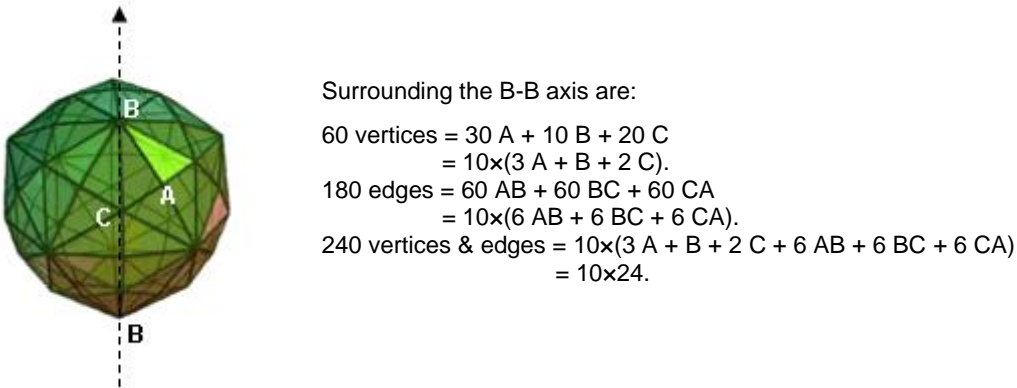 B
A
C
B
Surrounding the B-B axis are:
60 vertices = 30 A + 10 B + 20 C
= 10×(3 A + B + 2 C).
180 edges = 60 AB + 60 BC + 60 CA
= 10×(6 AB + 6 BC + 6 CA).
240 vertices & edges = 10×(3 A + B + 2 C + 6 AB + 6 BC + 6 CA)
= 10×24.